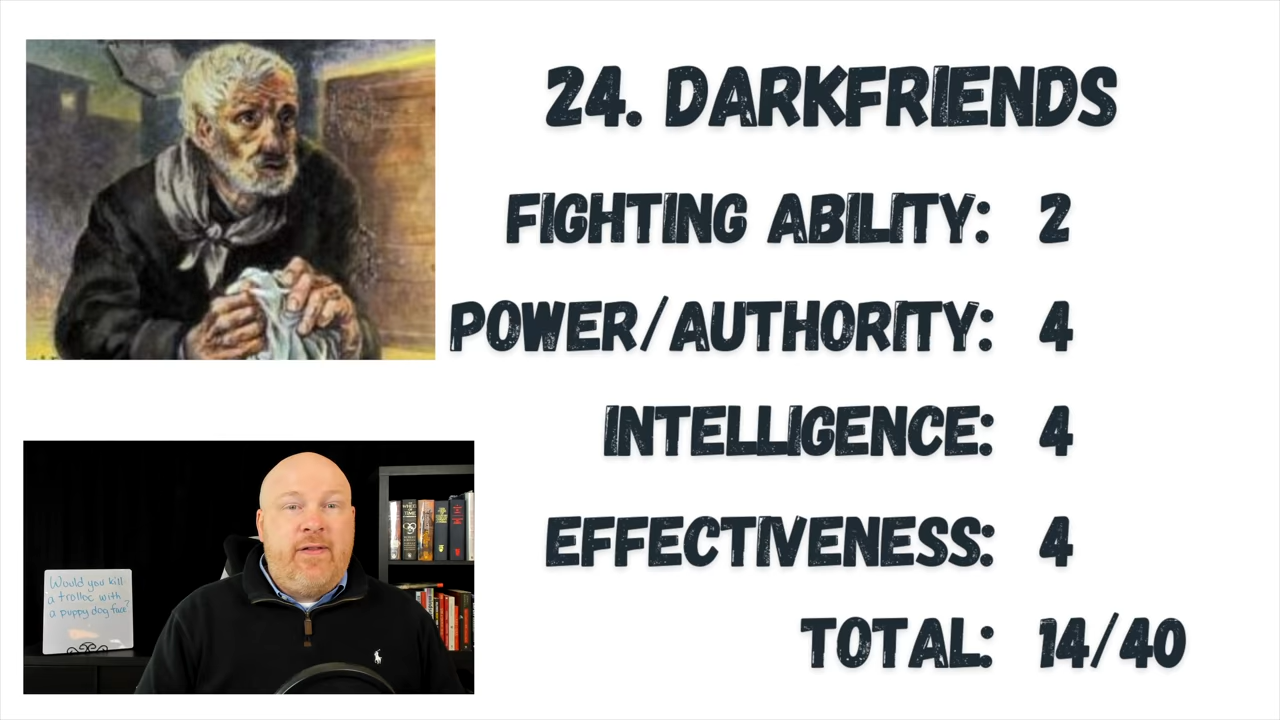 24. DARKFRIENDS
FIGHTING ABILITY: 2
POWER/AUTHORITY: 4
INTELLIGENCE: 4
EFFECTIVENESS: 4
TOTAL: 14/40
Would you kill
a trolloc with
a puppy dog face?